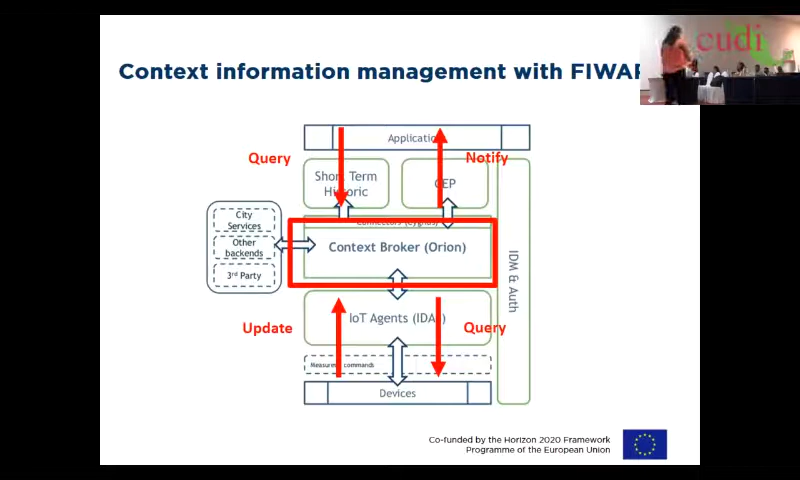 Context information management with FIWAR
cudi
Application
Query
Notify
Short Term
Historic
CEP
City
Services
Other
backends
3rd Party
Connectors (Cygnus)
Context Broker (Orion)
IDM & Auth
Update
IoT Agents (IDAS)
Query
commands
Devices
Co-funded by the Horizon 2020 Framework
Programme of the European Union